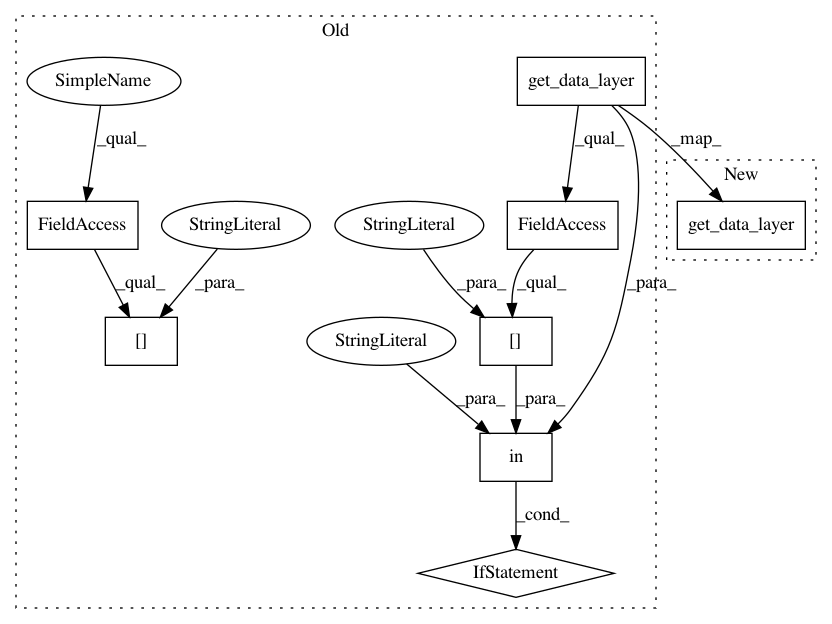 Old
SimpleName
get_data_layer
_qual_
_qual_
_map_
New
FieldAccess
StringLiteral
StringLiteral
FieldAccess
get_data_layer
_qual_
_para_
_para_
_qual_
_para_
[]
StringLiteral
[]
_para_
_para_
in
_cond_
IfStatement